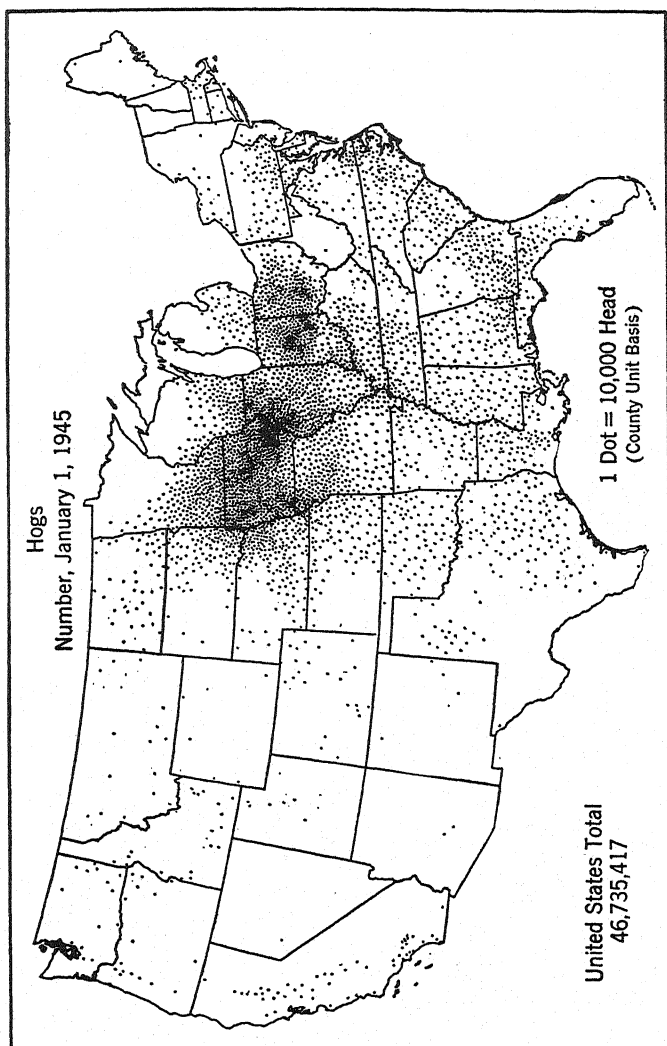 Hogs
Number, January 1, 1945
1 Dot = 10,000 Head
(County Unit Basis)
United States Total
46,735,417